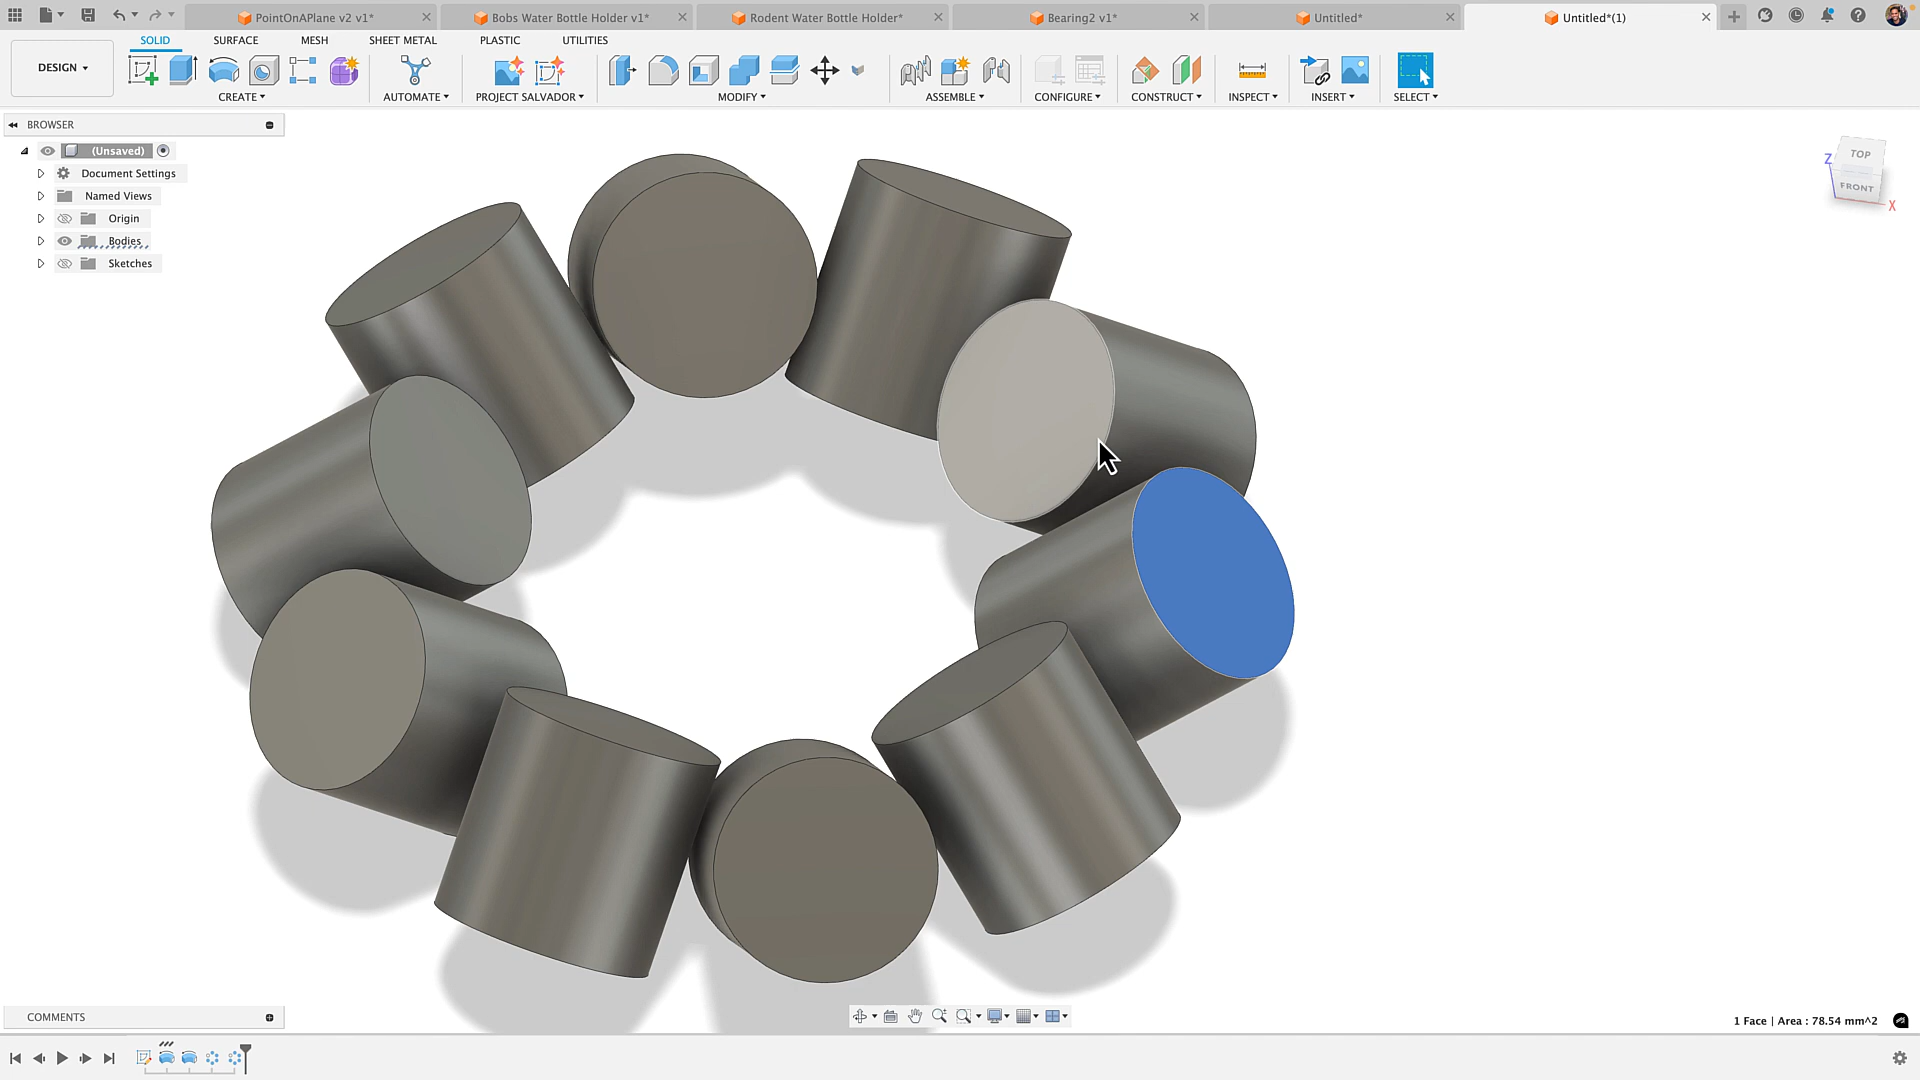 PointOnAPlane v2 v1*
Bobs Water Bottle Holder v1*
Rodent Water Bottle Holder*
Bearing2 v1*
Untitled*
Untitled*(1)
SOLID
SURFACE
MESH
SHEET METAL
PLASTIC
UTILITIES
DESIGN
CREATE
AUTOMATE
PROJECT SALVADOR
MODIFY
ASSEMBLE
CONFIGURE
CONSTRUCT
INSPECT
INSERT
SELECT
BROWSER
(Unsaved)
Document Settings
Named Views
Origin
Bodies
Sketches
TOP
Z
FRONT
X
COMMENTS
1 Face | Area : 78.54 mm^2